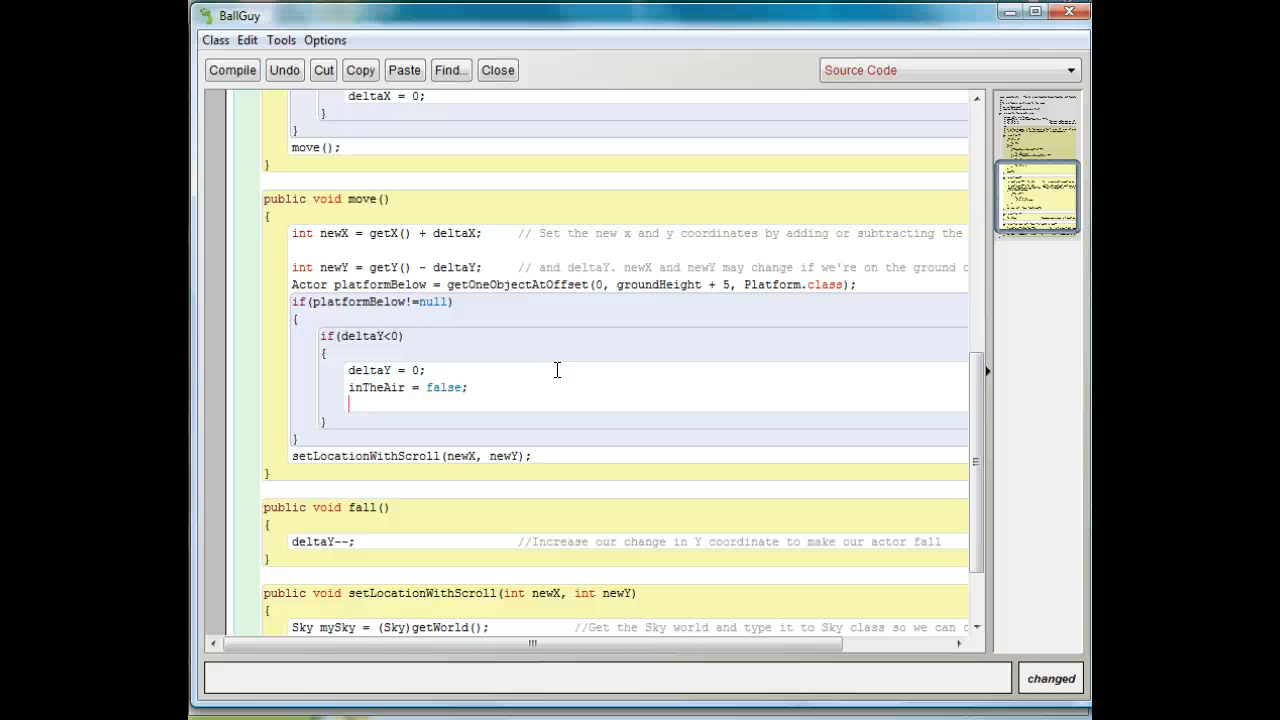 BallGuy
Class Edit Tools Options
Compile Undo Cut Copy Paste Find... Close Source Code
deltaX = 0;
}
}
move();
}
public void move()
{
int newX = getX() + deltaX; // Set the new x and y coordinates by adding or subtracting the
int newY = getY() - deltaY; // and deltaY. newX and newY may change if we're on the ground
Actor platformBelow = getOneObjectAtOffset(0, groundHeight + 5, Platform.class);
if(platformBelow!=null)
{
if(deltaY<0)
{
deltaY = 0;
inTheAir = false;
}
}
setLocationWithScroll(newX, newY);
}
public void fall()
{
deltaY--; //Increase our change in Y coordinate to make our actor fall
}
public void setLocationWithScroll(int newX, int newY)
{
Sky mySky = (Sky)getWorld(); //Get the Sky world and type it to Sky class so we can
changed